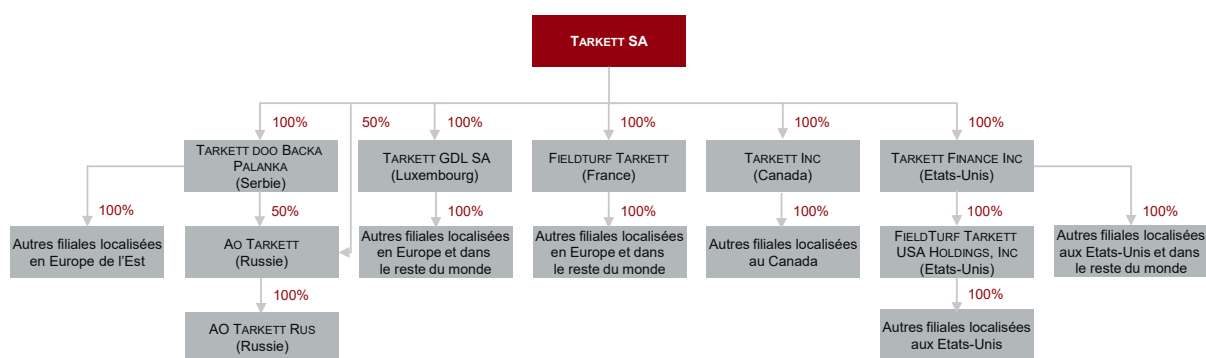 TARKETT SA
100%
50%
100%
100%
100%
100%
TARKETT DOO BACKA
PALANKA
(Serbie)
TARKETT GDL SA
(Luxembourg)
FIELDTURF TARKETT
(France)
TARKETT INC
(Canada)
TARKETT FINANCE INC
(Etats-Unis)
100%
50%
100%
100%
100%
100%
100%
Autres filiales localisées
en Europe de l'Est
AO TARKETT
(Russie)
Autres filiales localisées
en Europe et dans
le reste du monde
Autres filiales localisées
en Europe et dans
le reste du monde
Autres filiales localisées
au Canada
FIELDTURF TARKETT
USA HOLDINGS, INC
(Etats-Unis)
Autres filiales localisées
aux Etats-Unis et dans
le reste du monde
100%
100%
AO TARKETT RUS
(Russie)
Autres filiales localisées
aux Etats-Unis